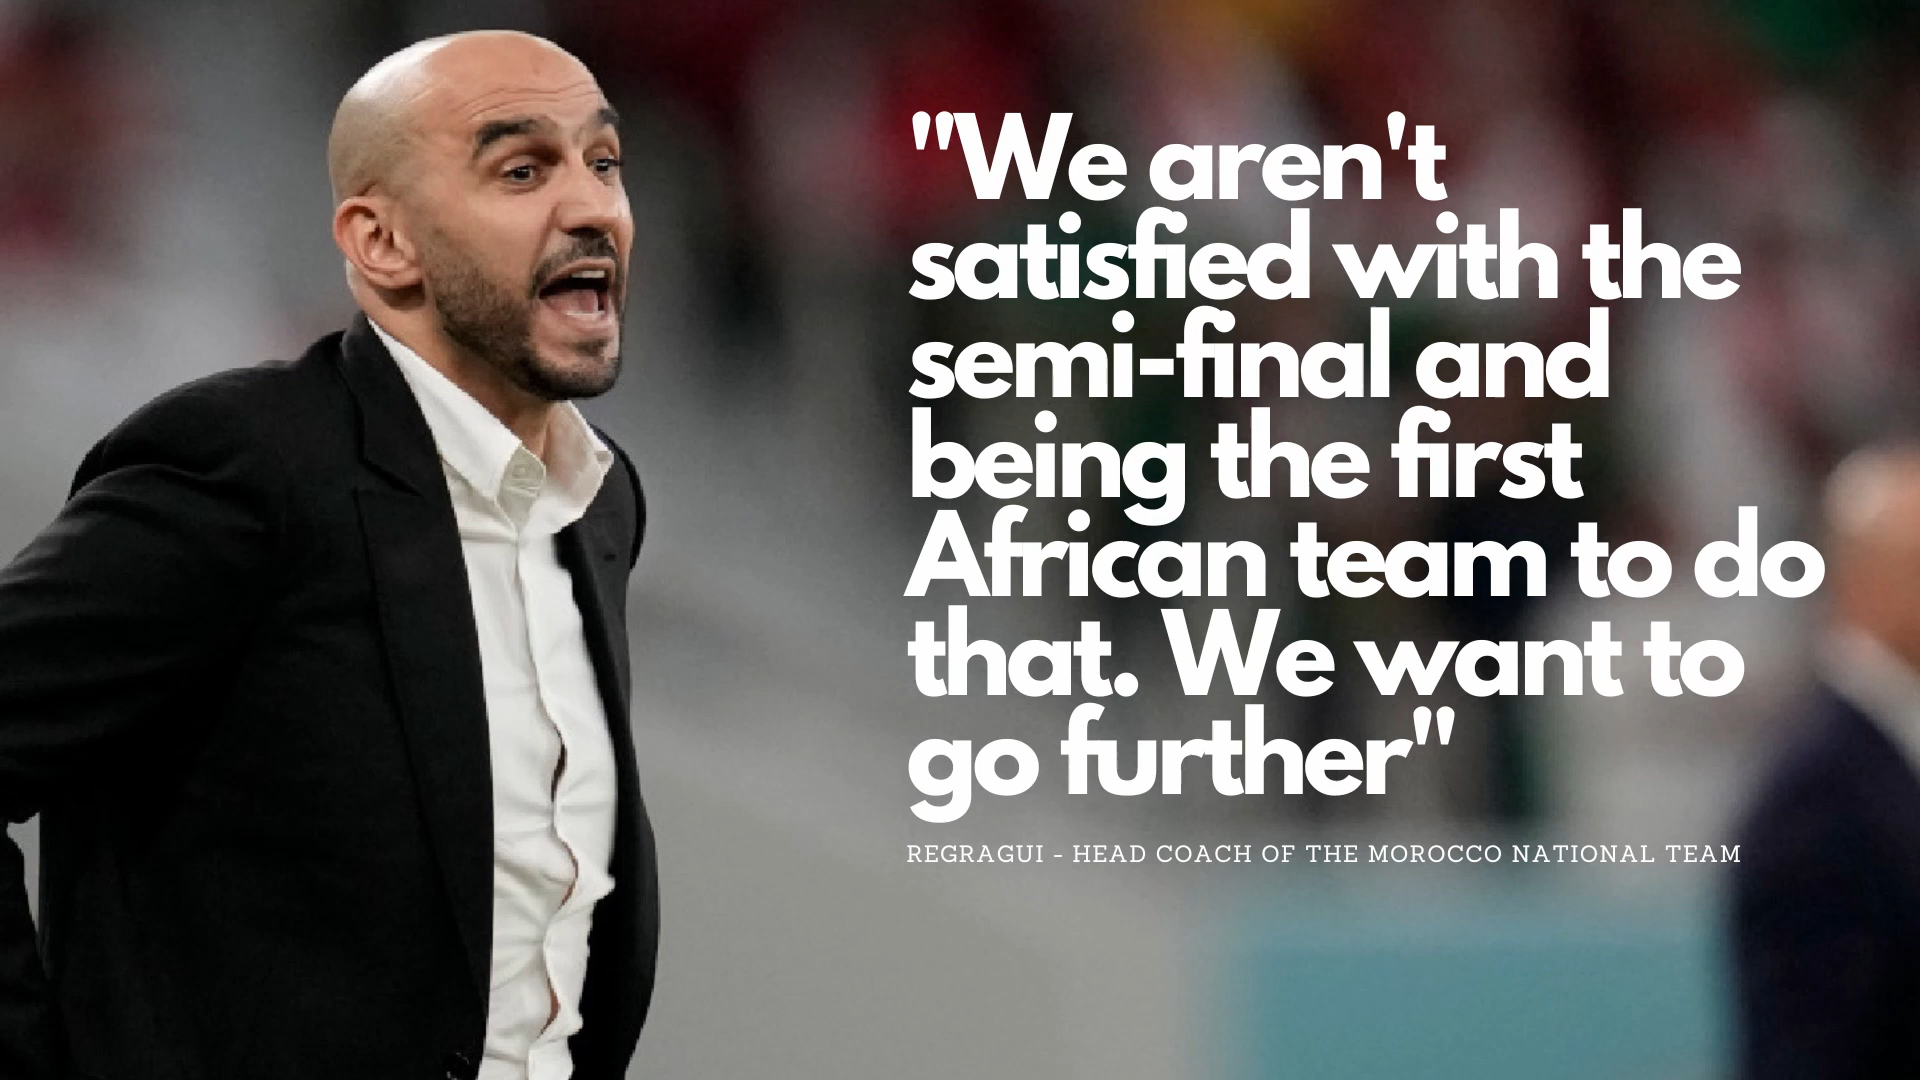 "We aren't
satisfied with the
semi-final and
being the first
African team to do
that. We want to
go further"
REGRAGUI - HEAD COACH OF THE MOROCCO NATIONAL TEAM